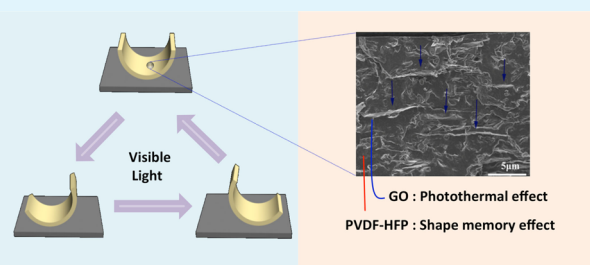 Visible
Light
5μm
GO : Photothermal effect
PVDF-HFP : Shape memory effect